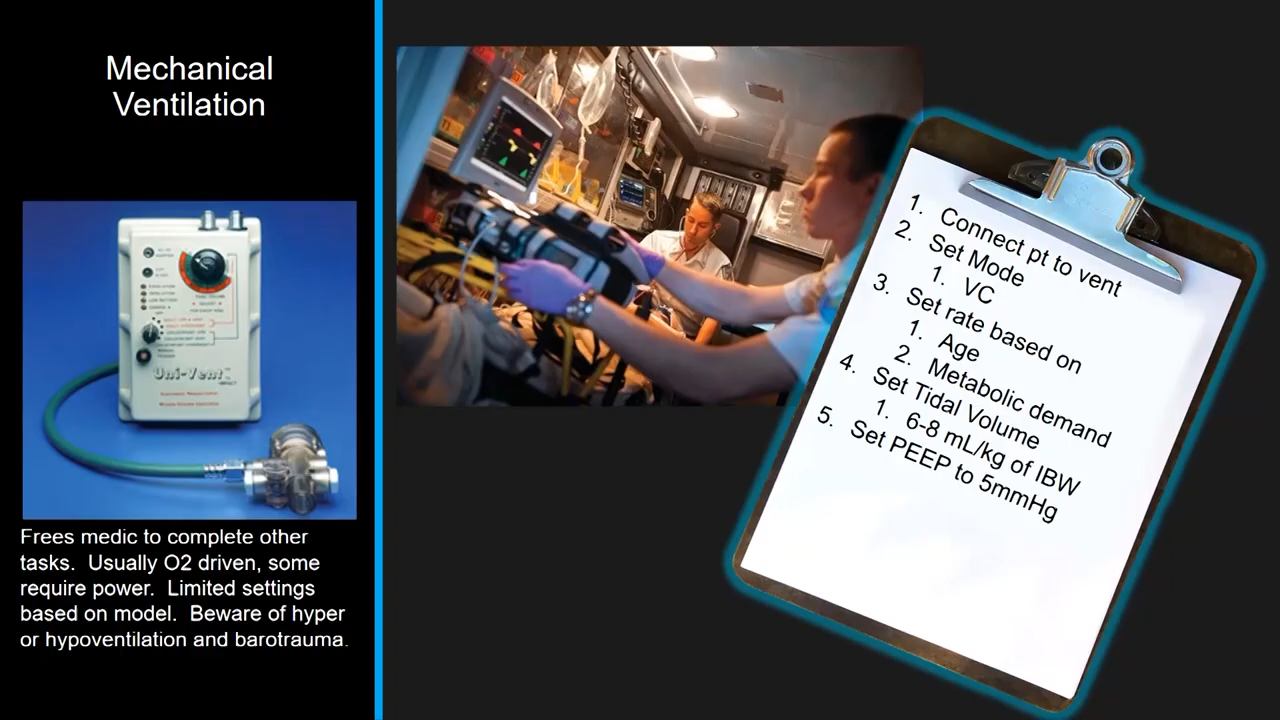 Mechanical
Ventilation
Uni-Vent
Frees medic to complete other
tasks.  Usually O2 driven, some
require power.  Limited settings
based on model.  Beware of hyper
or hypoventilation and barotrauma.
1. Connect pt to vent
2. Set Mode
1. VC
3. Set rate based on
1. Age
2. Metabolic demand
4. Set Tidal Volume
1. 6-8 mL/kg of IBW
5. Set PEEP to 5mmHg